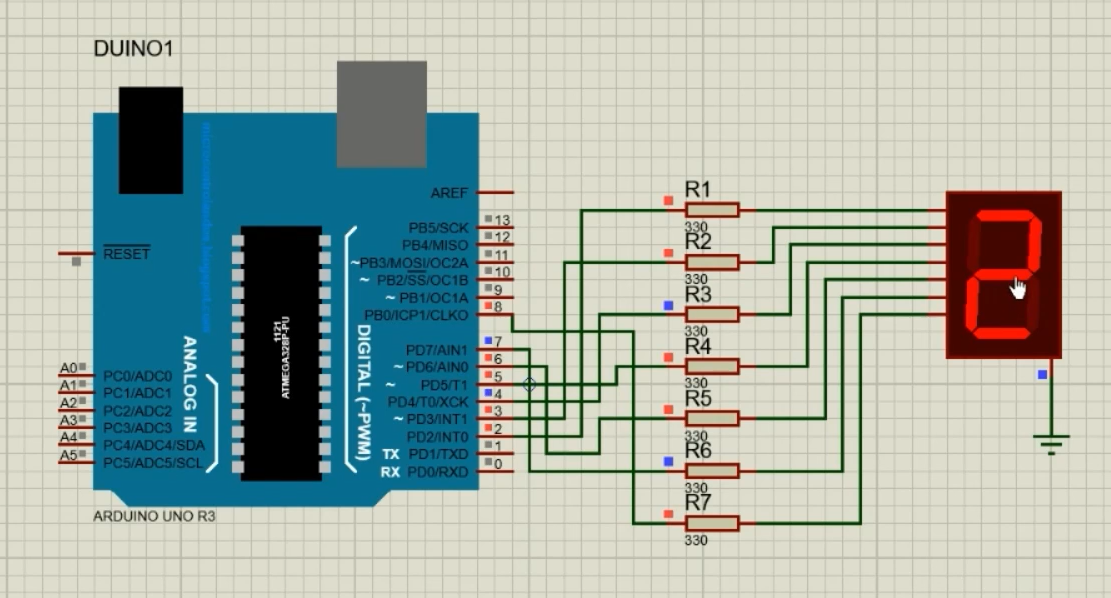 DUINO1
microcontrolandos.blogspot.com
RESET
AREF
PB5/SCK
13
PB4/MISO
12
~PB3/MOSI/OC2A
11
~ PB2/SS/OC1B
10
~ PB1/OC1A
9
PB0/ICP1/CLKO
8
PD7/AIN1
7
~ PD6/AIN0
6
~ PD5/T1
5
PD4/T0/XCK
4
~ PD3/INT1
3
PD2/INT0
2
TX PD1/TXD
1
RX PD0/RXD
0
DIGITAL (~PWM)
1121
ATMEGA328P-PU
ANALOG IN
A0
PC0/ADC0
A1
PC1/ADC1
A2
PC2/ADC2
A3
PC3/ADC3
A4
PC4/ADC4/SDA
A5
PC5/ADC5/SCL
ARDUINO UNO R3
R1
330
R2
330
R3
330
R4
330
R5
330
R6
330
R7
330
2